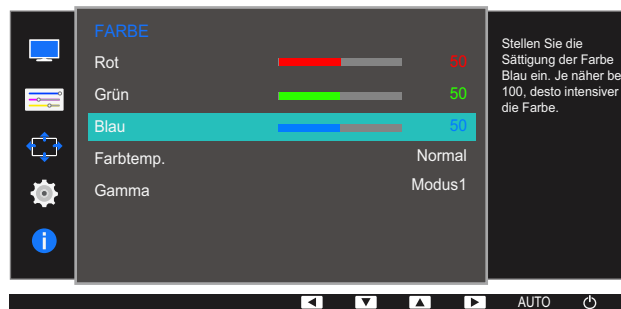 FARBE
Rot 50
Grün 50
Blau 50
Farbtemp. Normal
Gamma Modus1
Stellen Sie die
Sättigung der Farbe
Blau ein. Je näher be
100, desto intensiver
die Farbe.
AUTO